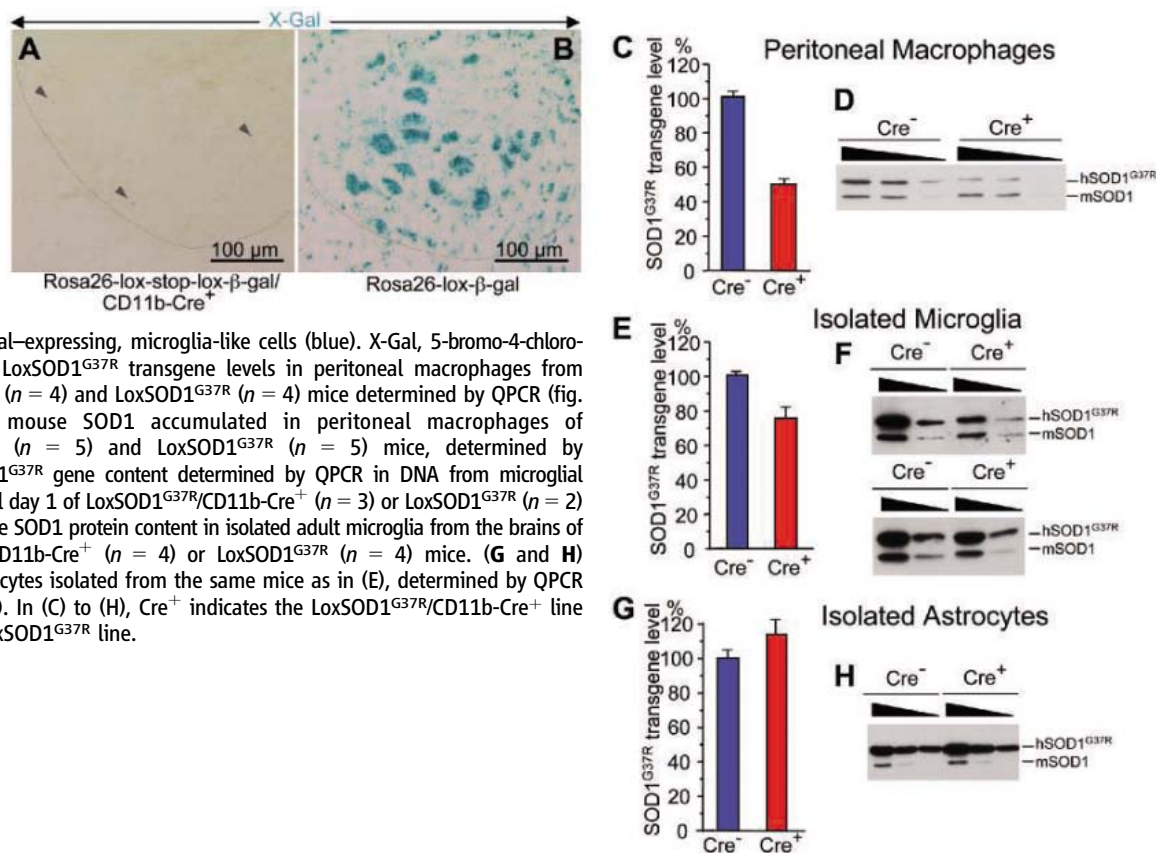 X-Gal
A
B
100 µm
100 µm
Rosa26-lox-stop-lox-β-gal/
CD11b-Cre⁺
Rosa26-lox-β-gal
al–expressing, microglia-like cells (blue). X-Gal, 5-bromo-4-chloro-
LoxSOD1ᴳ³⁷ᴿ transgene levels in peritoneal macrophages from
(n = 4) and LoxSOD1ᴳ³⁷ᴿ (n = 4) mice determined by QPCR (fig.
mouse SOD1 accumulated in peritoneal macrophages of
(n = 5) and LoxSOD1ᴳ³⁷ᴿ (n = 5) mice, determined by
1ᴳ³⁷ᴿ gene content determined by QPCR in DNA from microglial
l day 1 of LoxSOD1ᴳ³⁷ᴿ/CD11b-Cre⁺ (n = 3) or LoxSOD1ᴳ³⁷ᴿ (n = 2)
e SOD1 protein content in isolated adult microglia from the brains of
D11b-Cre⁺ (n = 4) or LoxSOD1ᴳ³⁷ᴿ (n = 4) mice. (G and H)
cytes isolated from the same mice as in (E), determined by QPCR
). In (C) to (H), Cre⁺ indicates the LoxSOD1ᴳ³⁷ᴿ/CD11b-Cre⁺ line
xSOD1ᴳ³⁷ᴿ line.
C
%
Peritoneal Macrophages
SOD1ᴳ³⁷ᴿ transgene level
120
100
80
60
40
20
0
Cre⁻
Cre⁺
D
Cre⁻
Cre⁺
hSOD1ᴳ³⁷ᴿ
mSOD1
E
%
Isolated Microglia
SOD1ᴳ³⁷ᴿ transgene level
120
100
80
60
40
20
0
Cre⁻
Cre⁺
F
Cre⁻
Cre⁺
hSOD1ᴳ³⁷ᴿ
mSOD1
Cre⁻
Cre⁺
hSOD1ᴳ³⁷ᴿ
mSOD1
G
%
Isolated Astrocytes
SOD1ᴳ³⁷ᴿ transgene level
120
100
80
60
40
20
0
Cre⁻
Cre⁺
H
Cre⁻
Cre⁺
hSOD1ᴳ³⁷ᴿ
mSOD1